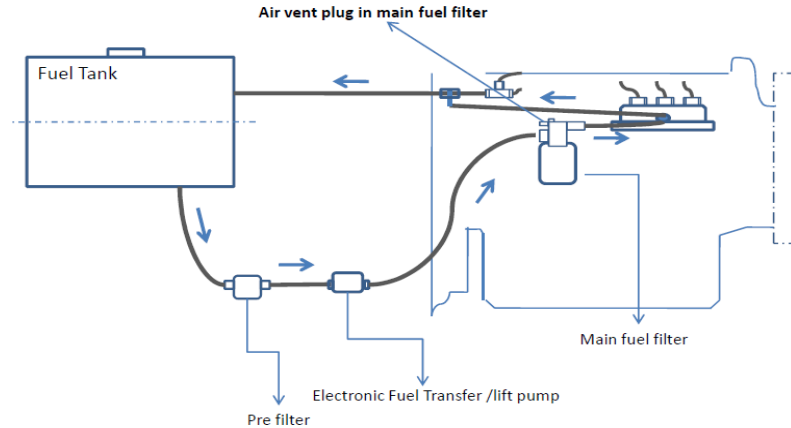 Air vent plug in main fuel filter
Fuel Tank
Main fuel filter
Electronic Fuel Transfer /lift pump
Pre filter